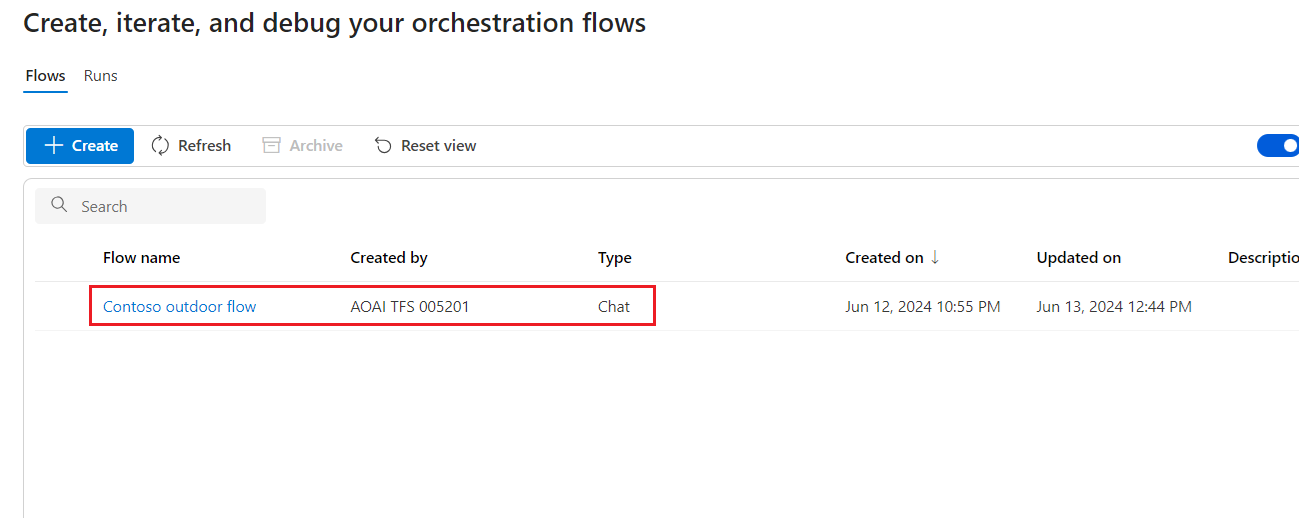 Create, iterate, and debug your orchestration flows
Flows Runs
Create Refresh Archive Reset view
Search
Flow name Created by Type Created on ↓ Updated on Descriptio
Contoso outdoor flow AOAI TFS 005201 Chat Jun 12, 2024 10:55 PM Jun 13, 2024 12:44 PM